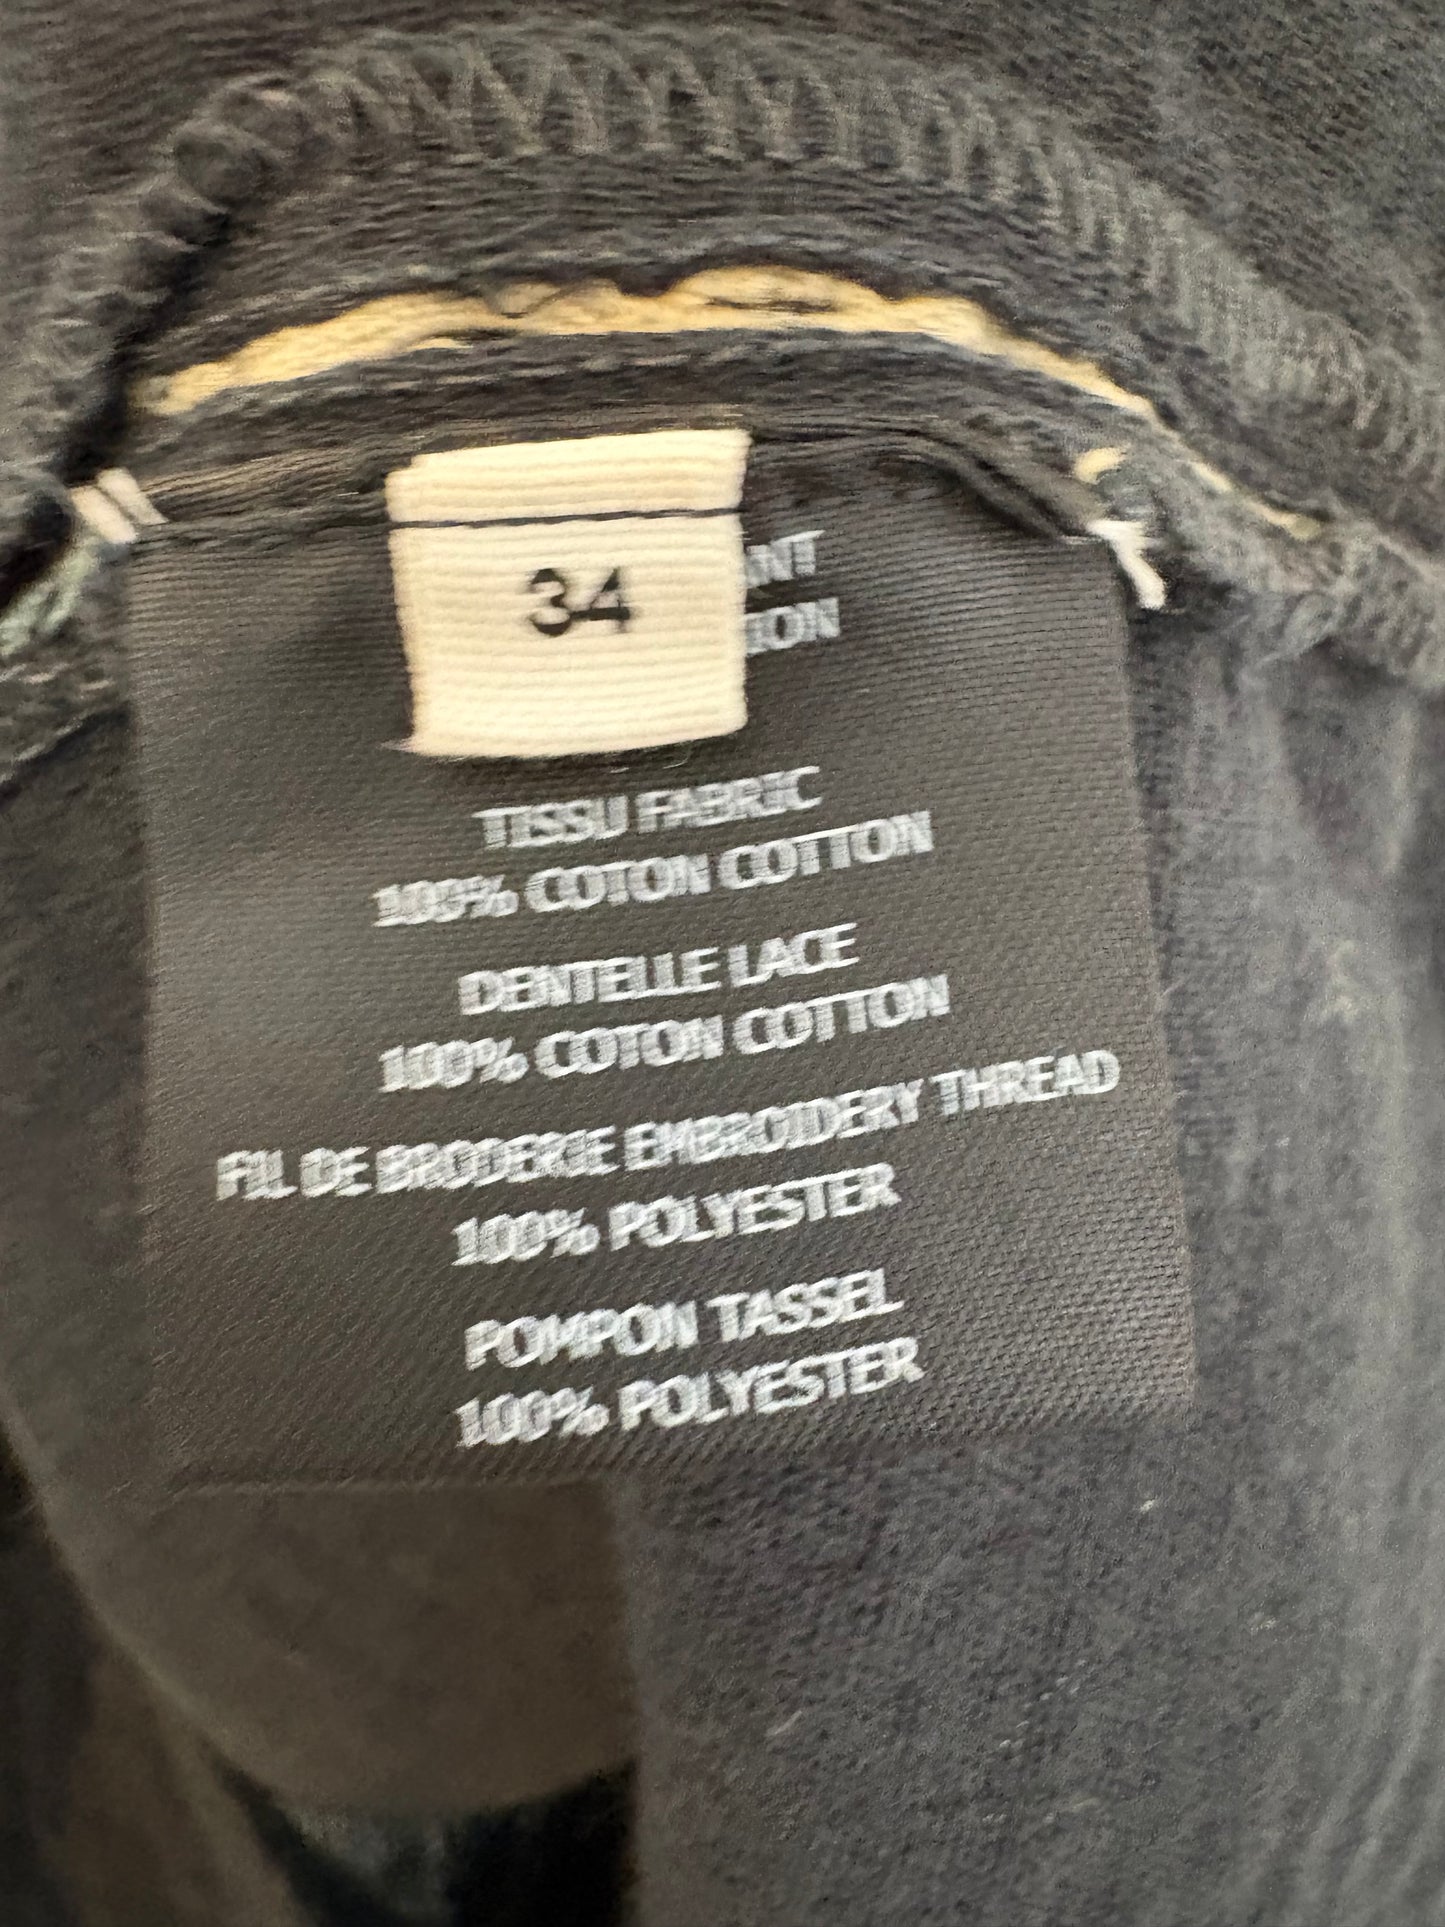 34
TISSU FABRIC
100% COTON COTTON
DENTELLE LACE
100% COTON COTTON
FIL DE BRODERIE EMBROIDERY THREAD
100% POLYESTER
POMPON TASSEL
100% POLYESTER